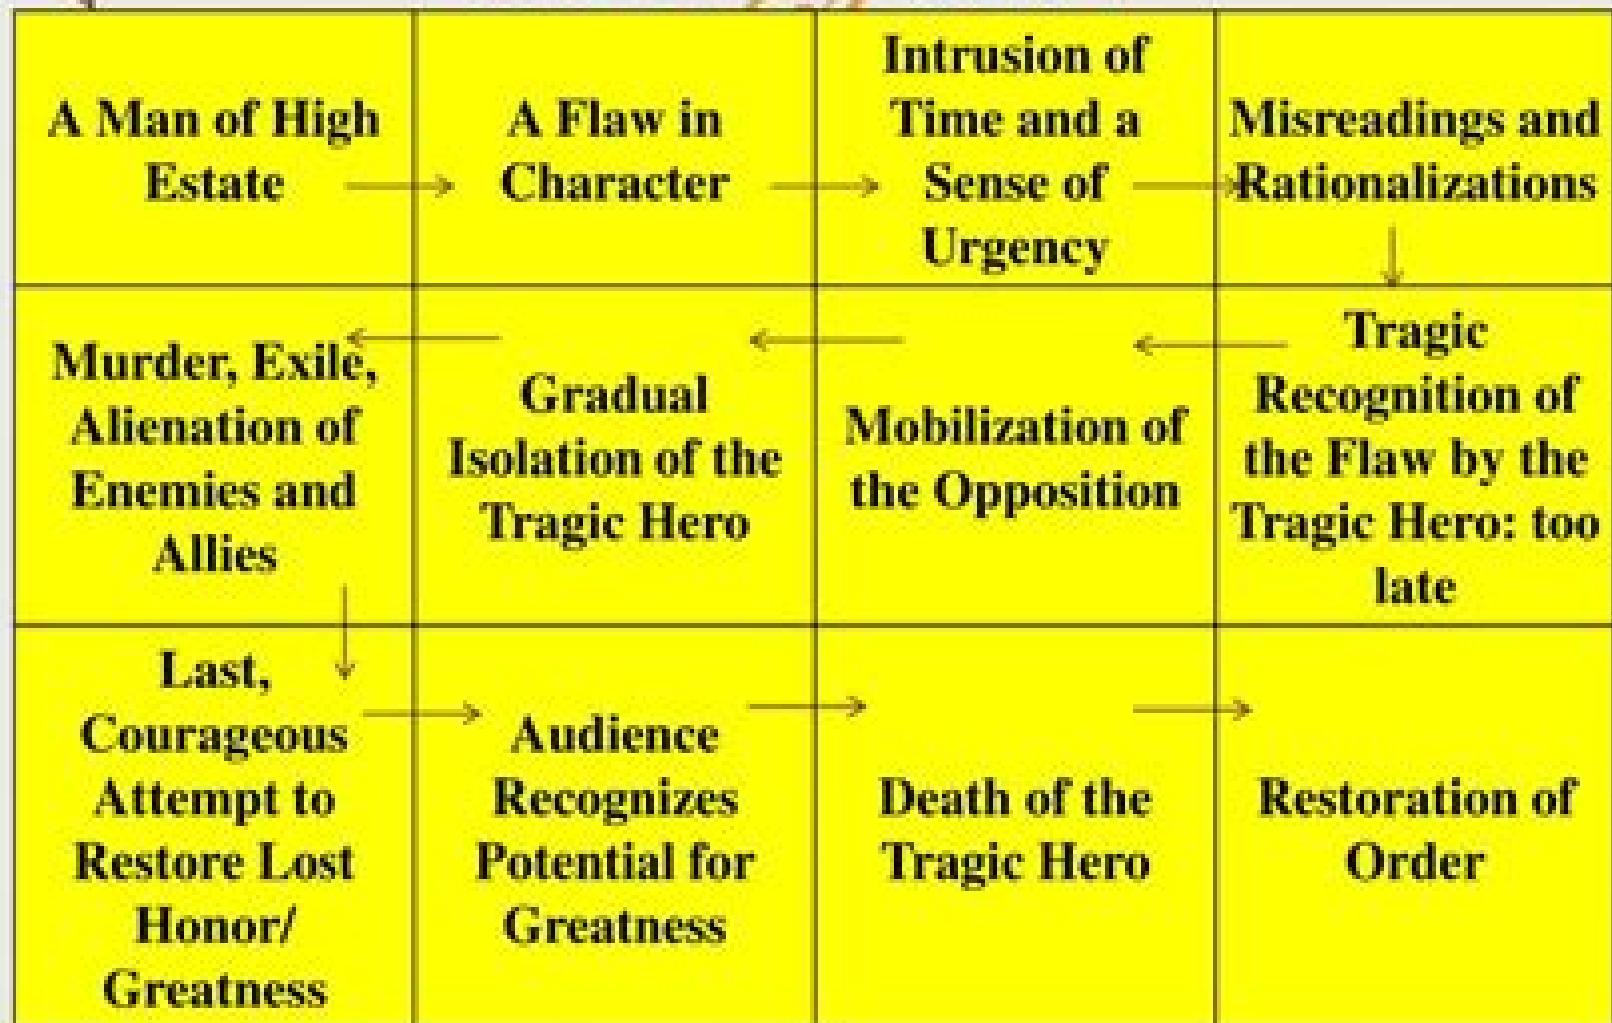 A Man of High
Estate
A Flaw in
Character
Intrusion of
Time and a
Sense of
Urgency
Misreadings and
Rationalizations
Murder, Exile,
Alienation of
Enemies and
Allies
Gradual
Isolation of the
Tragic Hero
Mobilization of
the Opposition
Tragic
Recognition of
the Flaw by the
Tragic Hero: too
late
Last,
Courageous
Attempt to
Restore Lost
Honor/
Greatness
Audience
Recognizes
Potential for
Greatness
Death of the
Tragic Hero
Restoration of
Order